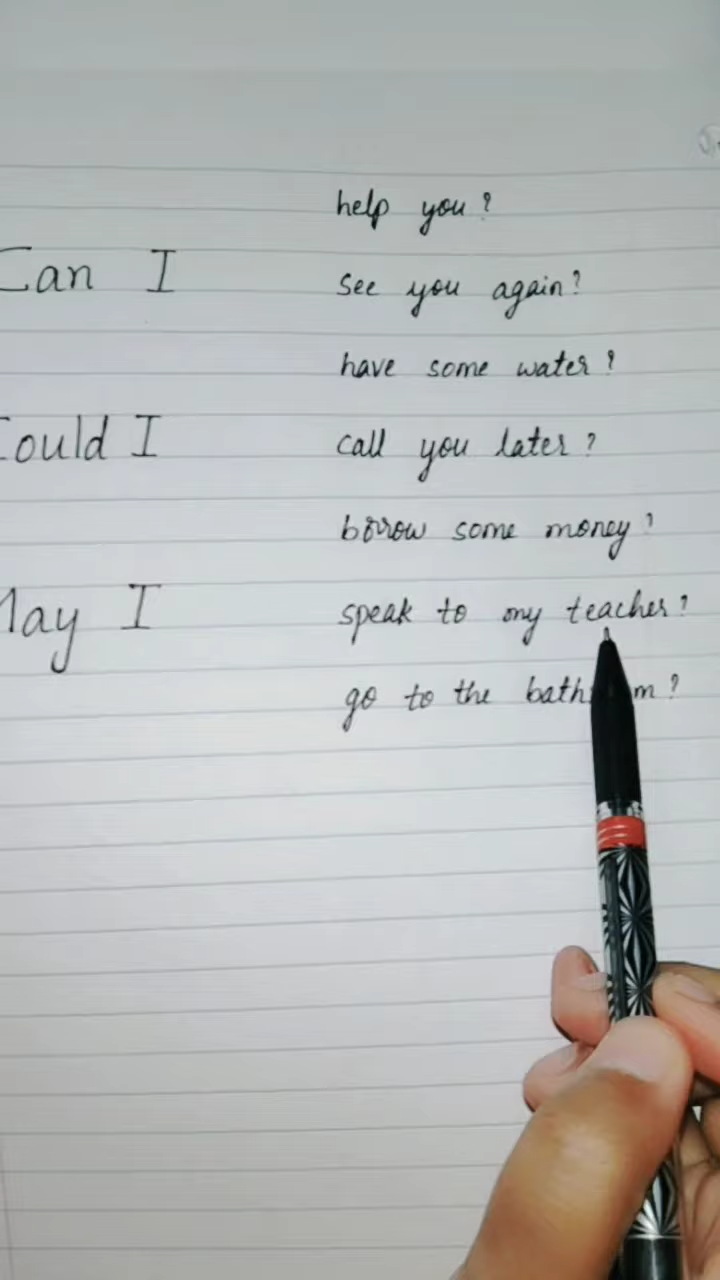 help you?
Can I see you again?
have some water?
Could I call you later?
borrow some money?
May I speak to my teacher?
go to the bathroom?